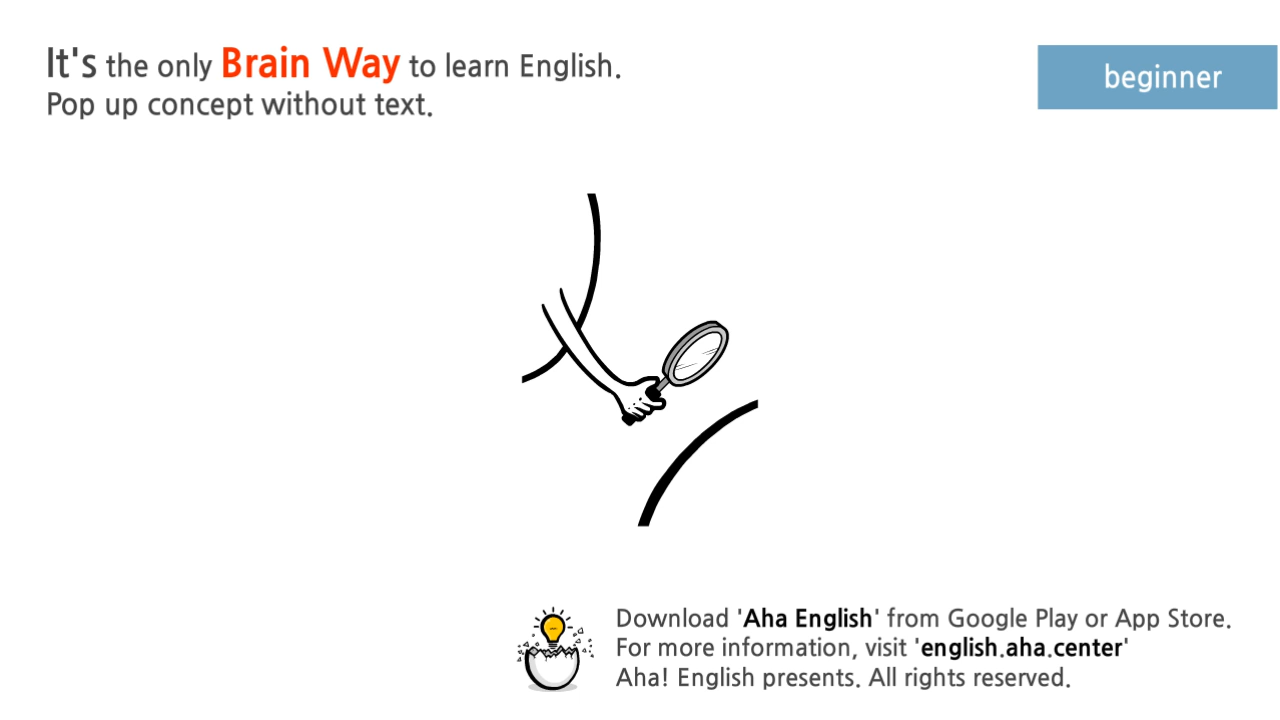 It's the only Brain Way to learn English.
Pop up concept without text.
beginner
Download 'Aha English' from Google Play or App Store.
For more information, visit 'english.aha.center'
Aha! English presents. All rights reserved.